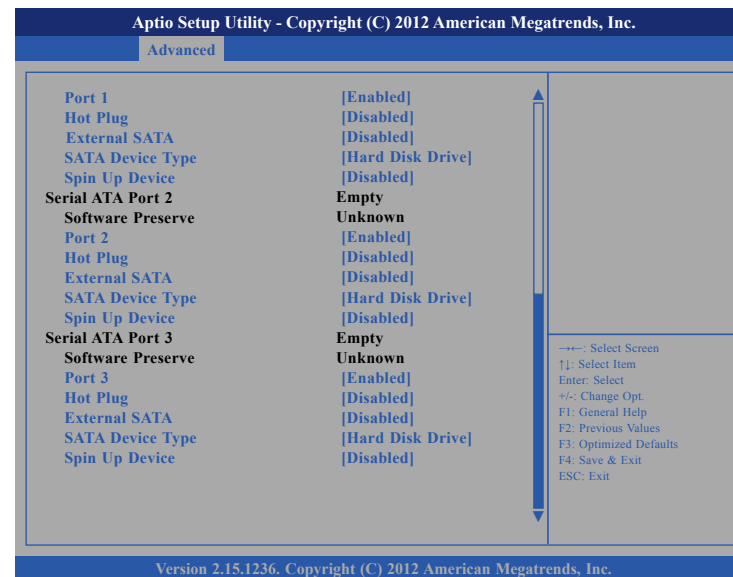 Aptio Setup Utility - Copyright (C) 2012 American Megatrends, Inc.
Advanced
Port 1 [Enabled]
Hot Plug [Disabled]
External SATA [Disabled]
SATA Device Type [Hard Disk Drive]
Spin Up Device [Disabled]
Serial ATA Port 2 Empty
Software Preserve Unknown
Port 2 [Enabled]
Hot Plug [Disabled]
External SATA [Disabled]
SATA Device Type [Hard Disk Drive]
Spin Up Device [Disabled]
Serial ATA Port 3 Empty
Software Preserve Unknown
Port 3 [Enabled]
Hot Plug [Disabled]
External SATA [Disabled]
SATA Device Type [Hard Disk Drive]
Spin Up Device [Disabled]
→←: Select Screen
↑↓: Select Item
Enter: Select
+/-: Change Opt.
F1: General Help
F2: Previous Values
F3: Optimized Defaults
F4: Save & Exit
ESC: Exit
Version 2.15.1236. Copyright (C) 2012 American Megatrends, Inc.